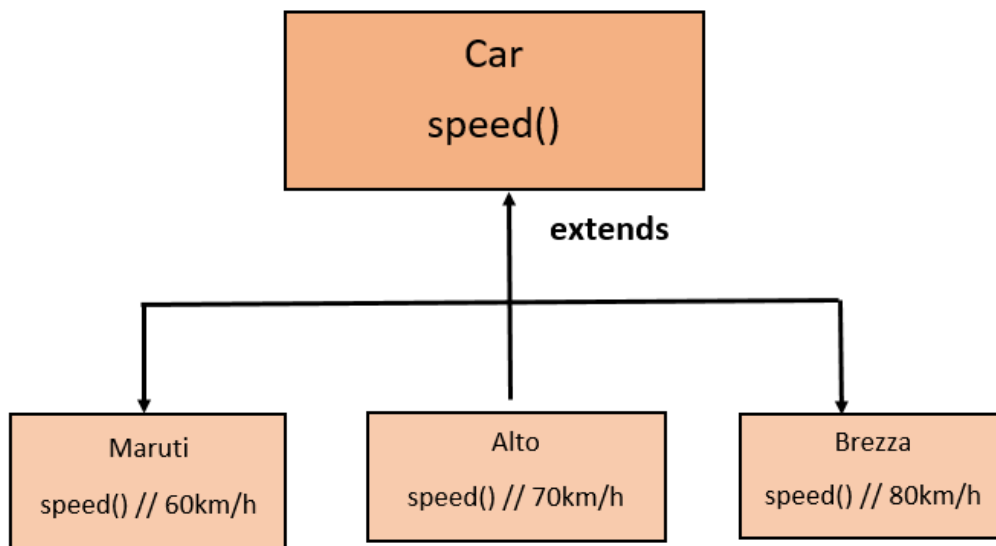 Car
speed()
extends
Maruti
speed() // 60km/h
Alto
speed() // 70km/h
Brezza
speed() // 80km/h